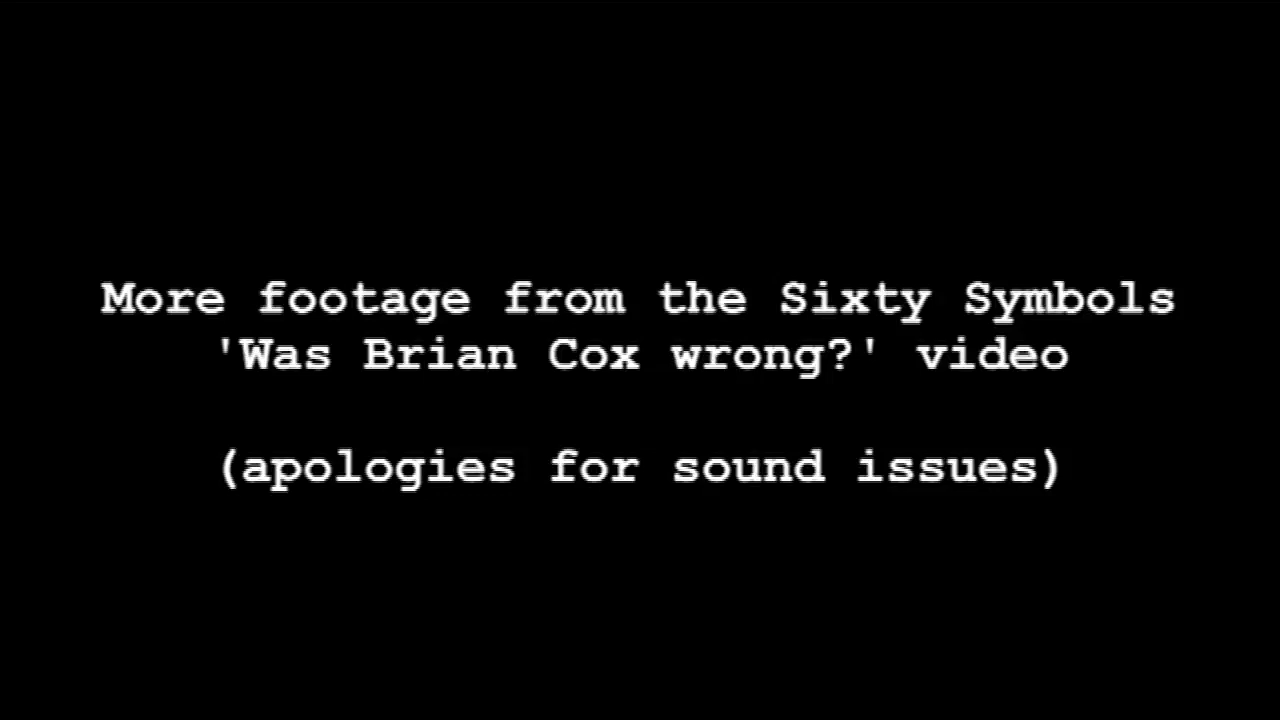 More footage from the Sixty Symbols
'Was Brian Cox wrong?' video
(apologies for sound issues)